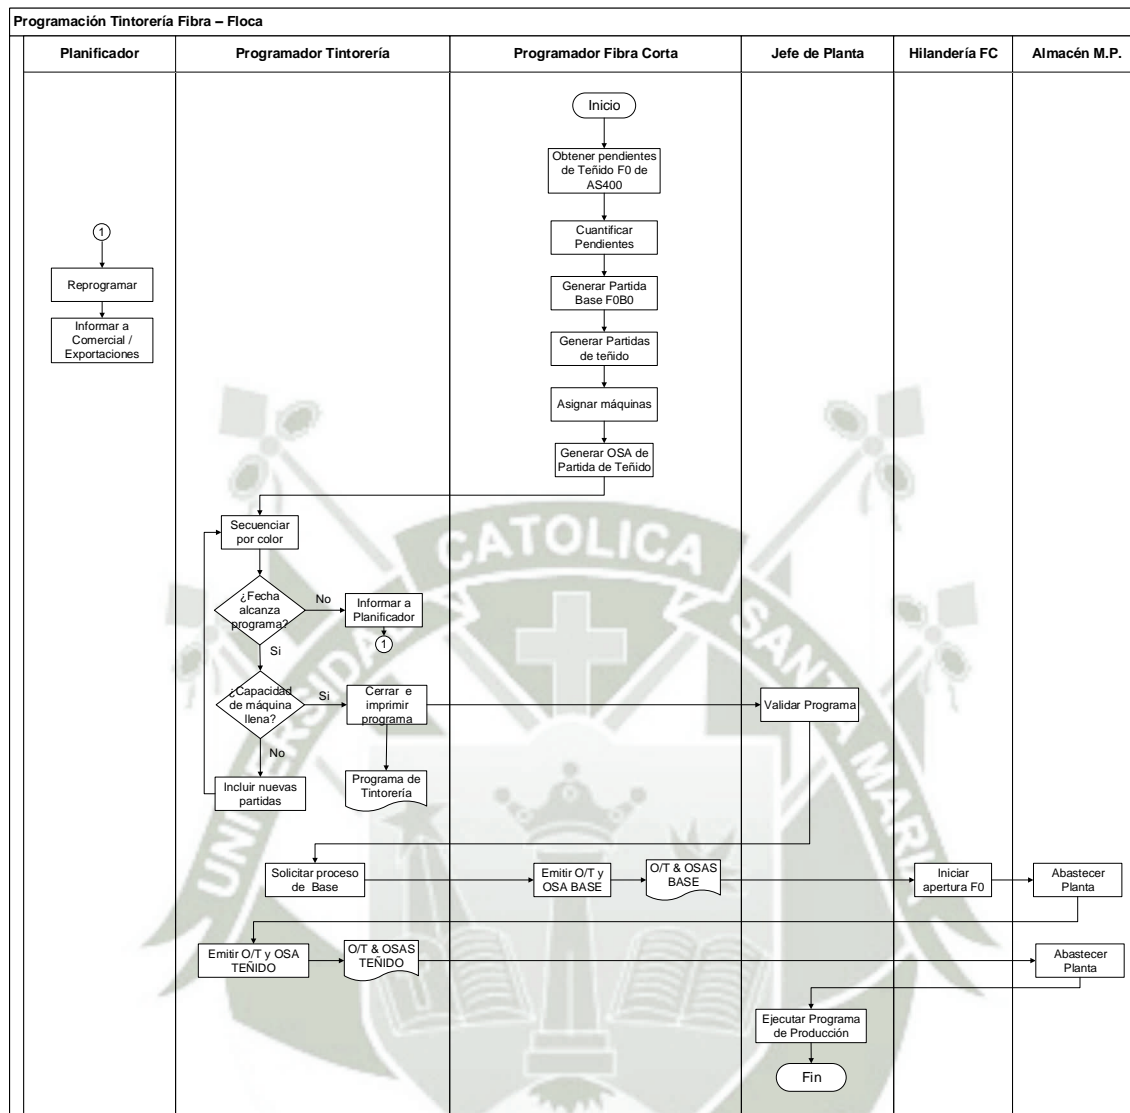 Programación Tintorería Fibra – Floca
Planificador
Programador Tintorería
Programador Fibra Corta
Jefe de Planta
Hilandería FC
Almacén M.P.
Inicio
Obtener pendientes
de Teñido F0 de
AS400
Cuantificar
Pendientes
Generar Partida
Base F0B0
Generar Partidas
de teñido
Asignar máquinas
Generar OSA de
Partida de Teñido
1
Reprogramar
Informar a
Comercial /
Exportaciones
Secuenciar
por color
¿Fecha
alcanza
programa?
No
Informar a
Planificador
1
Si
¿Capacidad
de máquina
llena?
Si
Cerrar e
imprimir
programa
Validar Programa
No
Incluir nuevas
partidas
Programa de
Tintorería
Solicitar proceso
de Base
Emitir O/T y
OSA BASE
O/T & OSAS
BASE
Iniciar
apertura F0
Abastecer
Planta
Emitir O/T y OSA
TEÑIDO
O/T & OSAS
TEÑIDO
Abastecer
Planta
Ejecutar Programa
de Producción
Fin
CATOLICA
SANTA MARIA